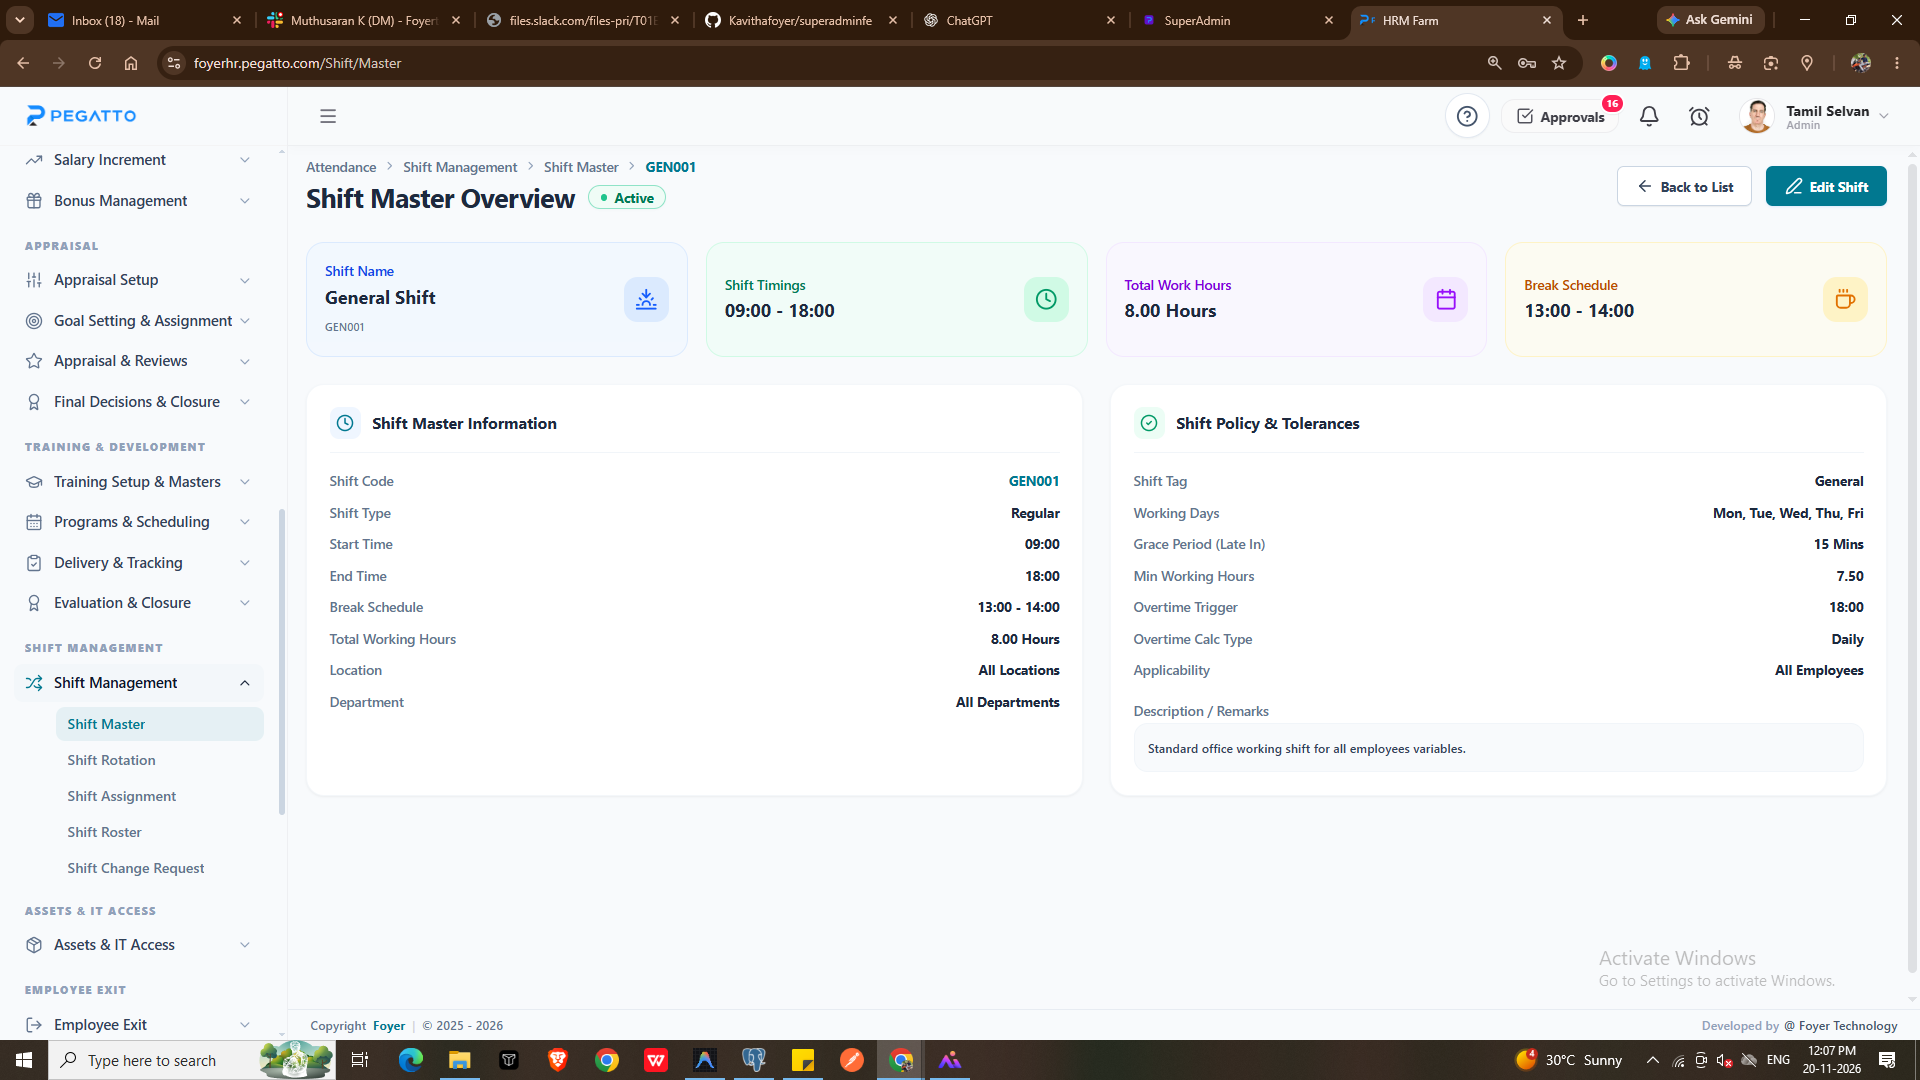 Inbox (18) - Mail
Muthusaran K (DM) - Foyer
files.slack.com/files-pri/T01
Kavithafoyer/superadminfe
ChatGPT
SuperAdmin
HRM Farm
Ask Gemini
foyerhr.pegatto.com/Shift/Master
PEGATTO
Approvals
16
Tamil Selvan
Admin
Salary Increment
Bonus Management
APPRAISAL
Appraisal Setup
Goal Setting & Assignment
Appraisal & Reviews
Final Decisions & Closure
TRAINING & DEVELOPMENT
Training Setup & Masters
Programs & Scheduling
Delivery & Tracking
Evaluation & Closure
SHIFT MANAGEMENT
Shift Management
Shift Master
Shift Rotation
Shift Assignment
Shift Roster
Shift Change Request
ASSETS & IT ACCESS
Assets & IT Access
EMPLOYEE EXIT
Employee Exit
Attendance > Shift Management > Shift Master > GEN001
Shift Master Overview
Active
Back to List
Edit Shift
Shift Name
General Shift
GEN001
Shift Timings
09:00 - 18:00
Total Work Hours
8.00 Hours
Break Schedule
13:00 - 14:00
Shift Master Information
Shift Code GEN001
Shift Type Regular
Start Time 09:00
End Time 18:00
Break Schedule 13:00 - 14:00
Total Working Hours 8.00 Hours
Location All Locations
Department All Departments
Shift Policy & Tolerances
Shift Tag General
Working Days Mon, Tue, Wed, Thu, Fri
Grace Period (Late In) 15 Mins
Min Working Hours 7.50
Overtime Trigger 18:00
Overtime Calc Type Daily
Applicability All Employees
Description / Remarks
Standard office working shift for all employees variables.
Activate Windows
Go to Settings to activate Windows.
Copyright Foyer | © 2025 - 2026
Developed by @ Foyer Technology
Type here to search
4
30°C Sunny
ENG
12:07 PM
20-11-2026